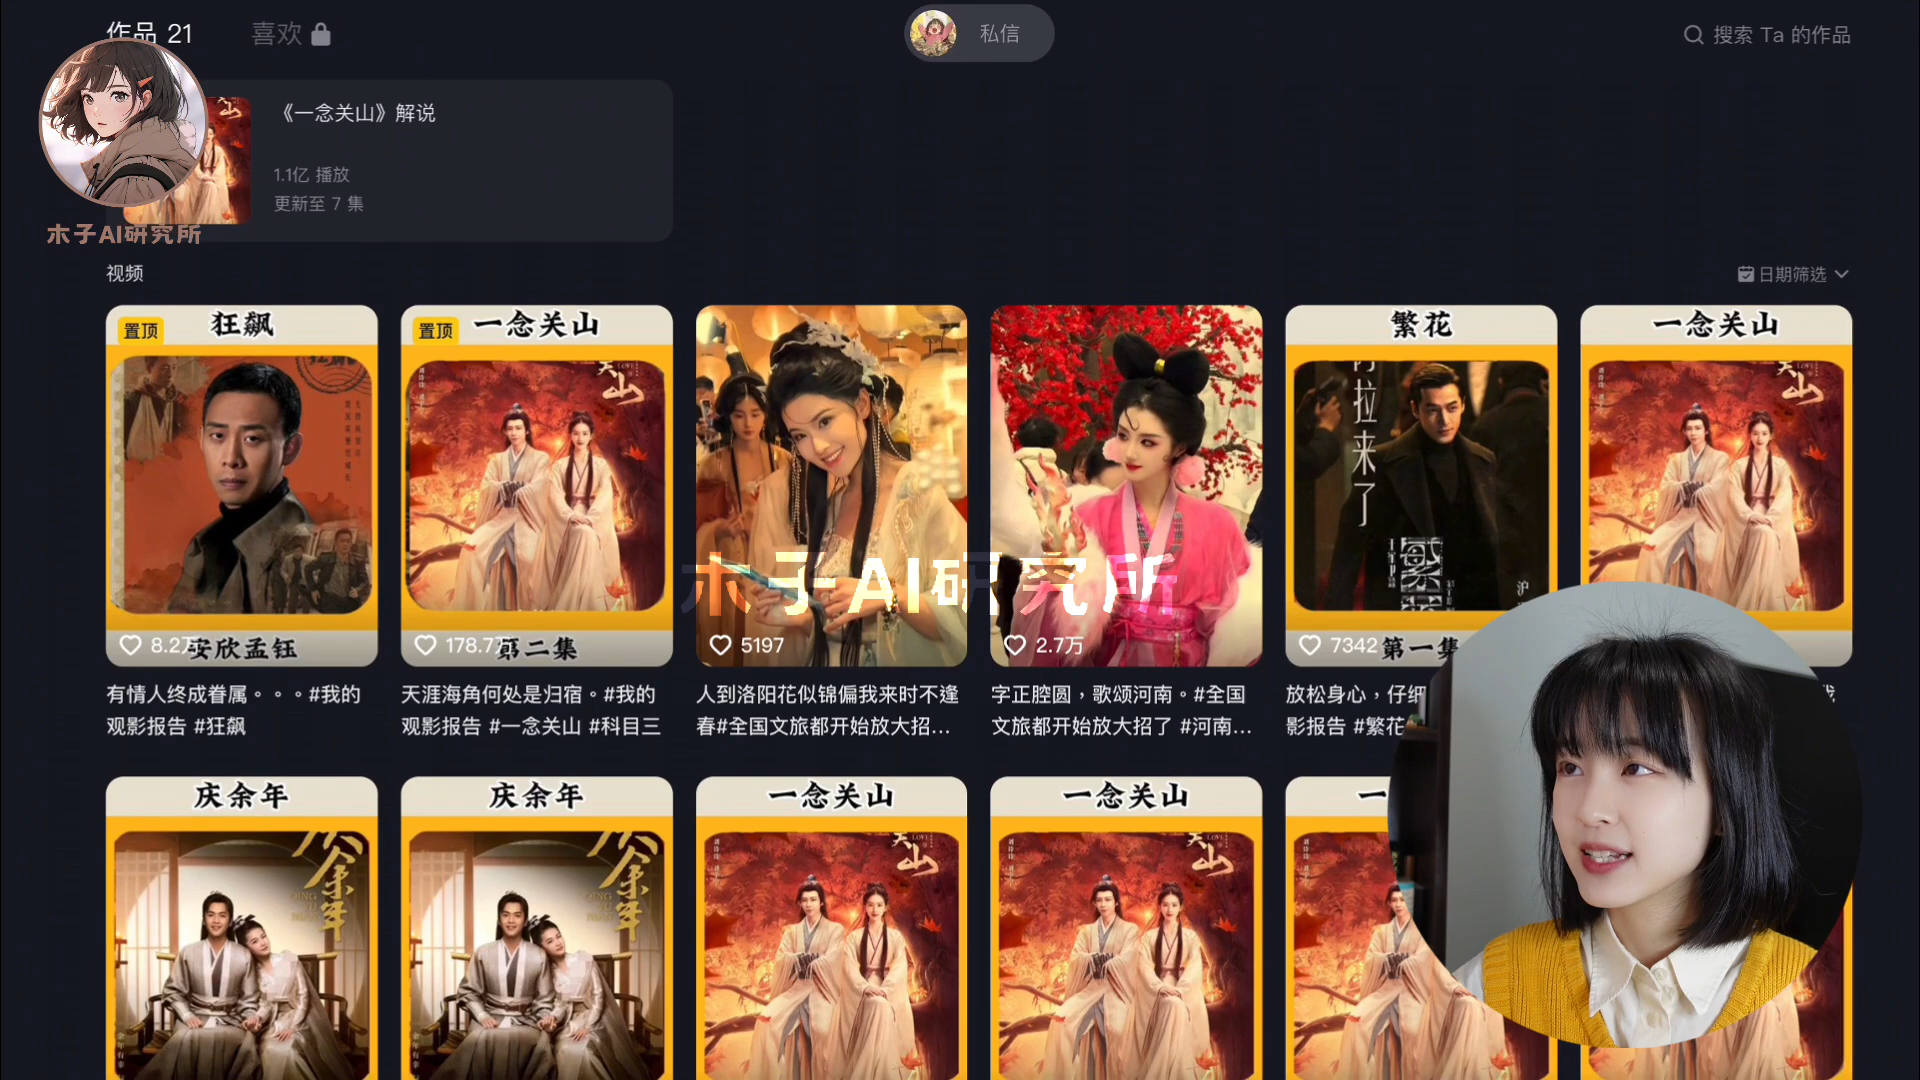 作品 21
喜欢
私信
搜索 Ta 的作品
《一念关山》解说
1.1亿 播放
更新至 7 集
木子AI研究所
视频
日期筛选
置顶
狂飙
置顶
一念关山
繁花
一念关山
阿拉来了
繁
沪
木子AI研究所
8.2万
安欣孟钰
178.7万
第二集
5197
2.7万
7342
第一集
有情人终成眷属。。。#我的
观影报告 #狂飙
天涯海角何处是归宿。#我的
观影报告 #一念关山 #科目三
人到洛阳花似锦偏我来时不逢
春#全国文旅都开始放大招...
字正腔圆，歌颂河南。#全国
文旅都开始放大招了 #河南...
放松身心，仔细
影报告 #繁花
庆余年
庆余年
一念关山
一念关山
一